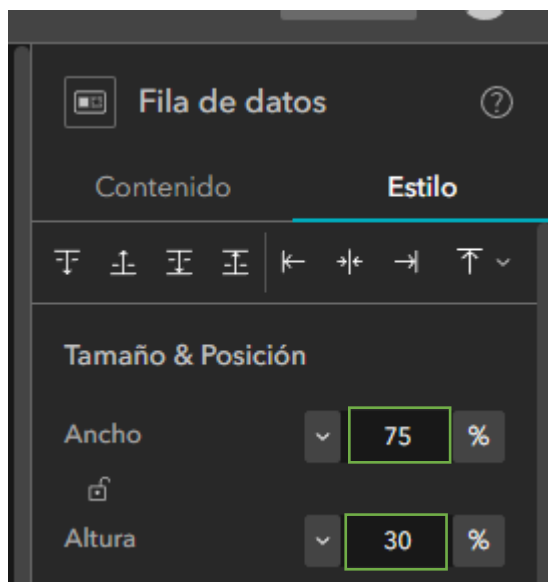 Fila de datos ?
Contenido Estilo
Tamaño & Posición
Ancho 75 %
Altura 30 %